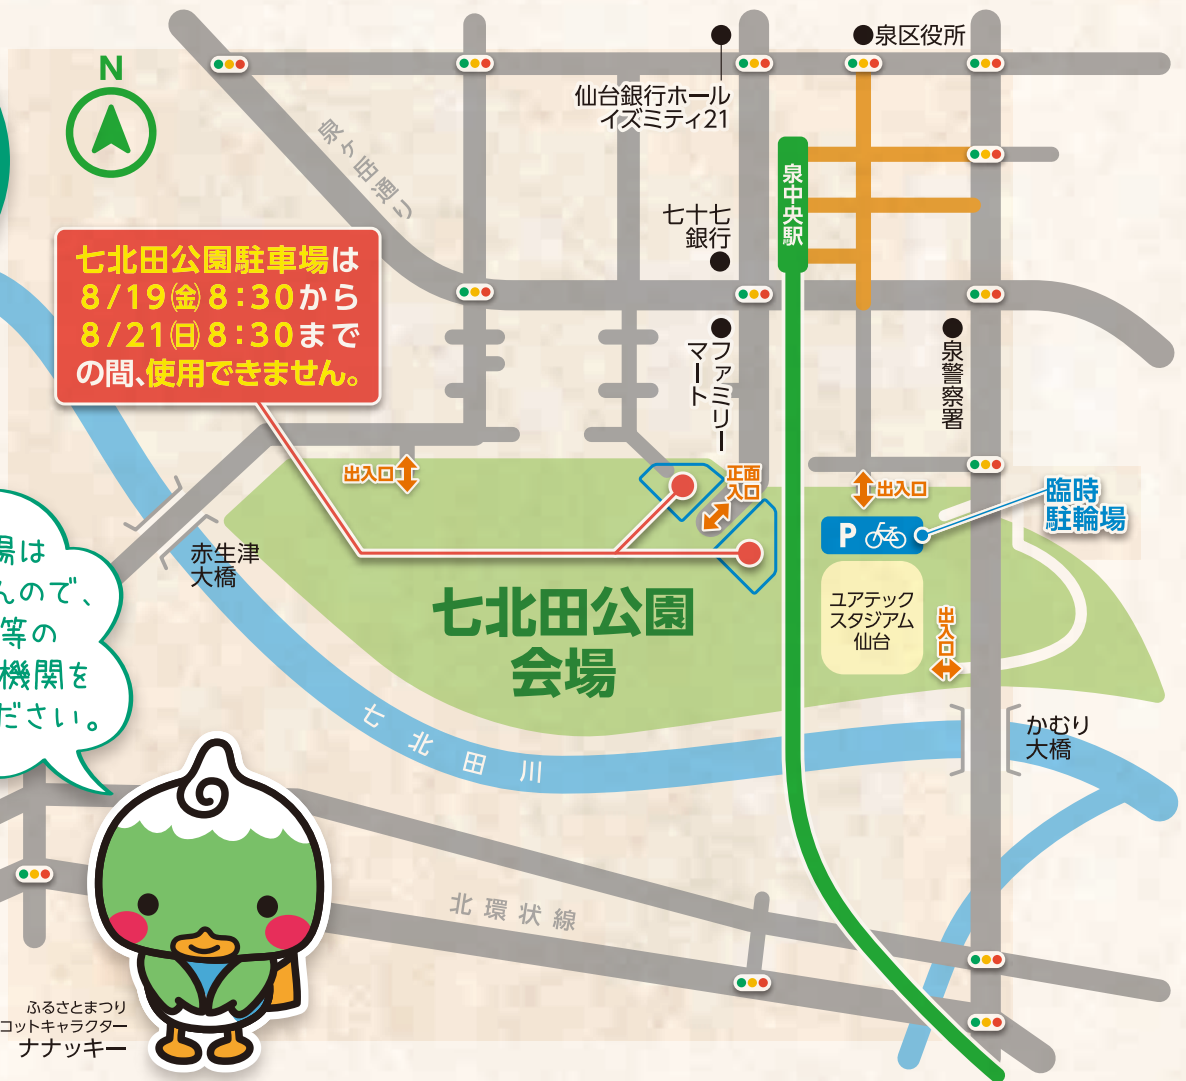 N
泉ヶ岳通り
仙台銀行ホール
イズミティ21
泉区役所
泉中央駅
七十七
銀行
七北田公園駐車場は
8/19㈮8:30から
8/21㈰8:30まで
の間、使用できません。
ファミリー
マート
泉警察署
出入口
正面
入口
出入口
臨時
駐輪場
P
赤生津
大橋
七北田公園
会場
ユアテック
スタジアム
仙台
出入口
場は
んので、
等の
機関を
ださい。
七北田川
かむり
大橋
北環状線
ふるさとまつり
コットキャラクター
ナナッキー